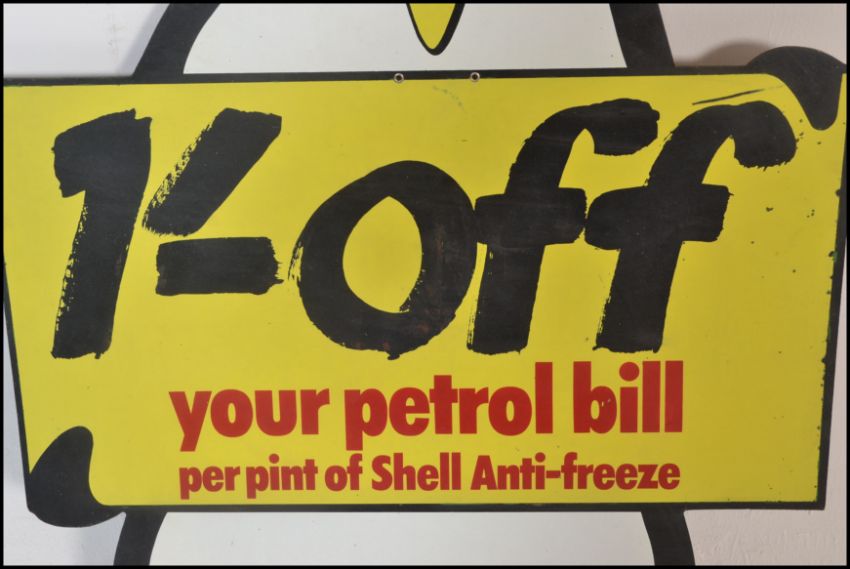 1/- off
your petrol bill
per pint of Shell Anti-freeze